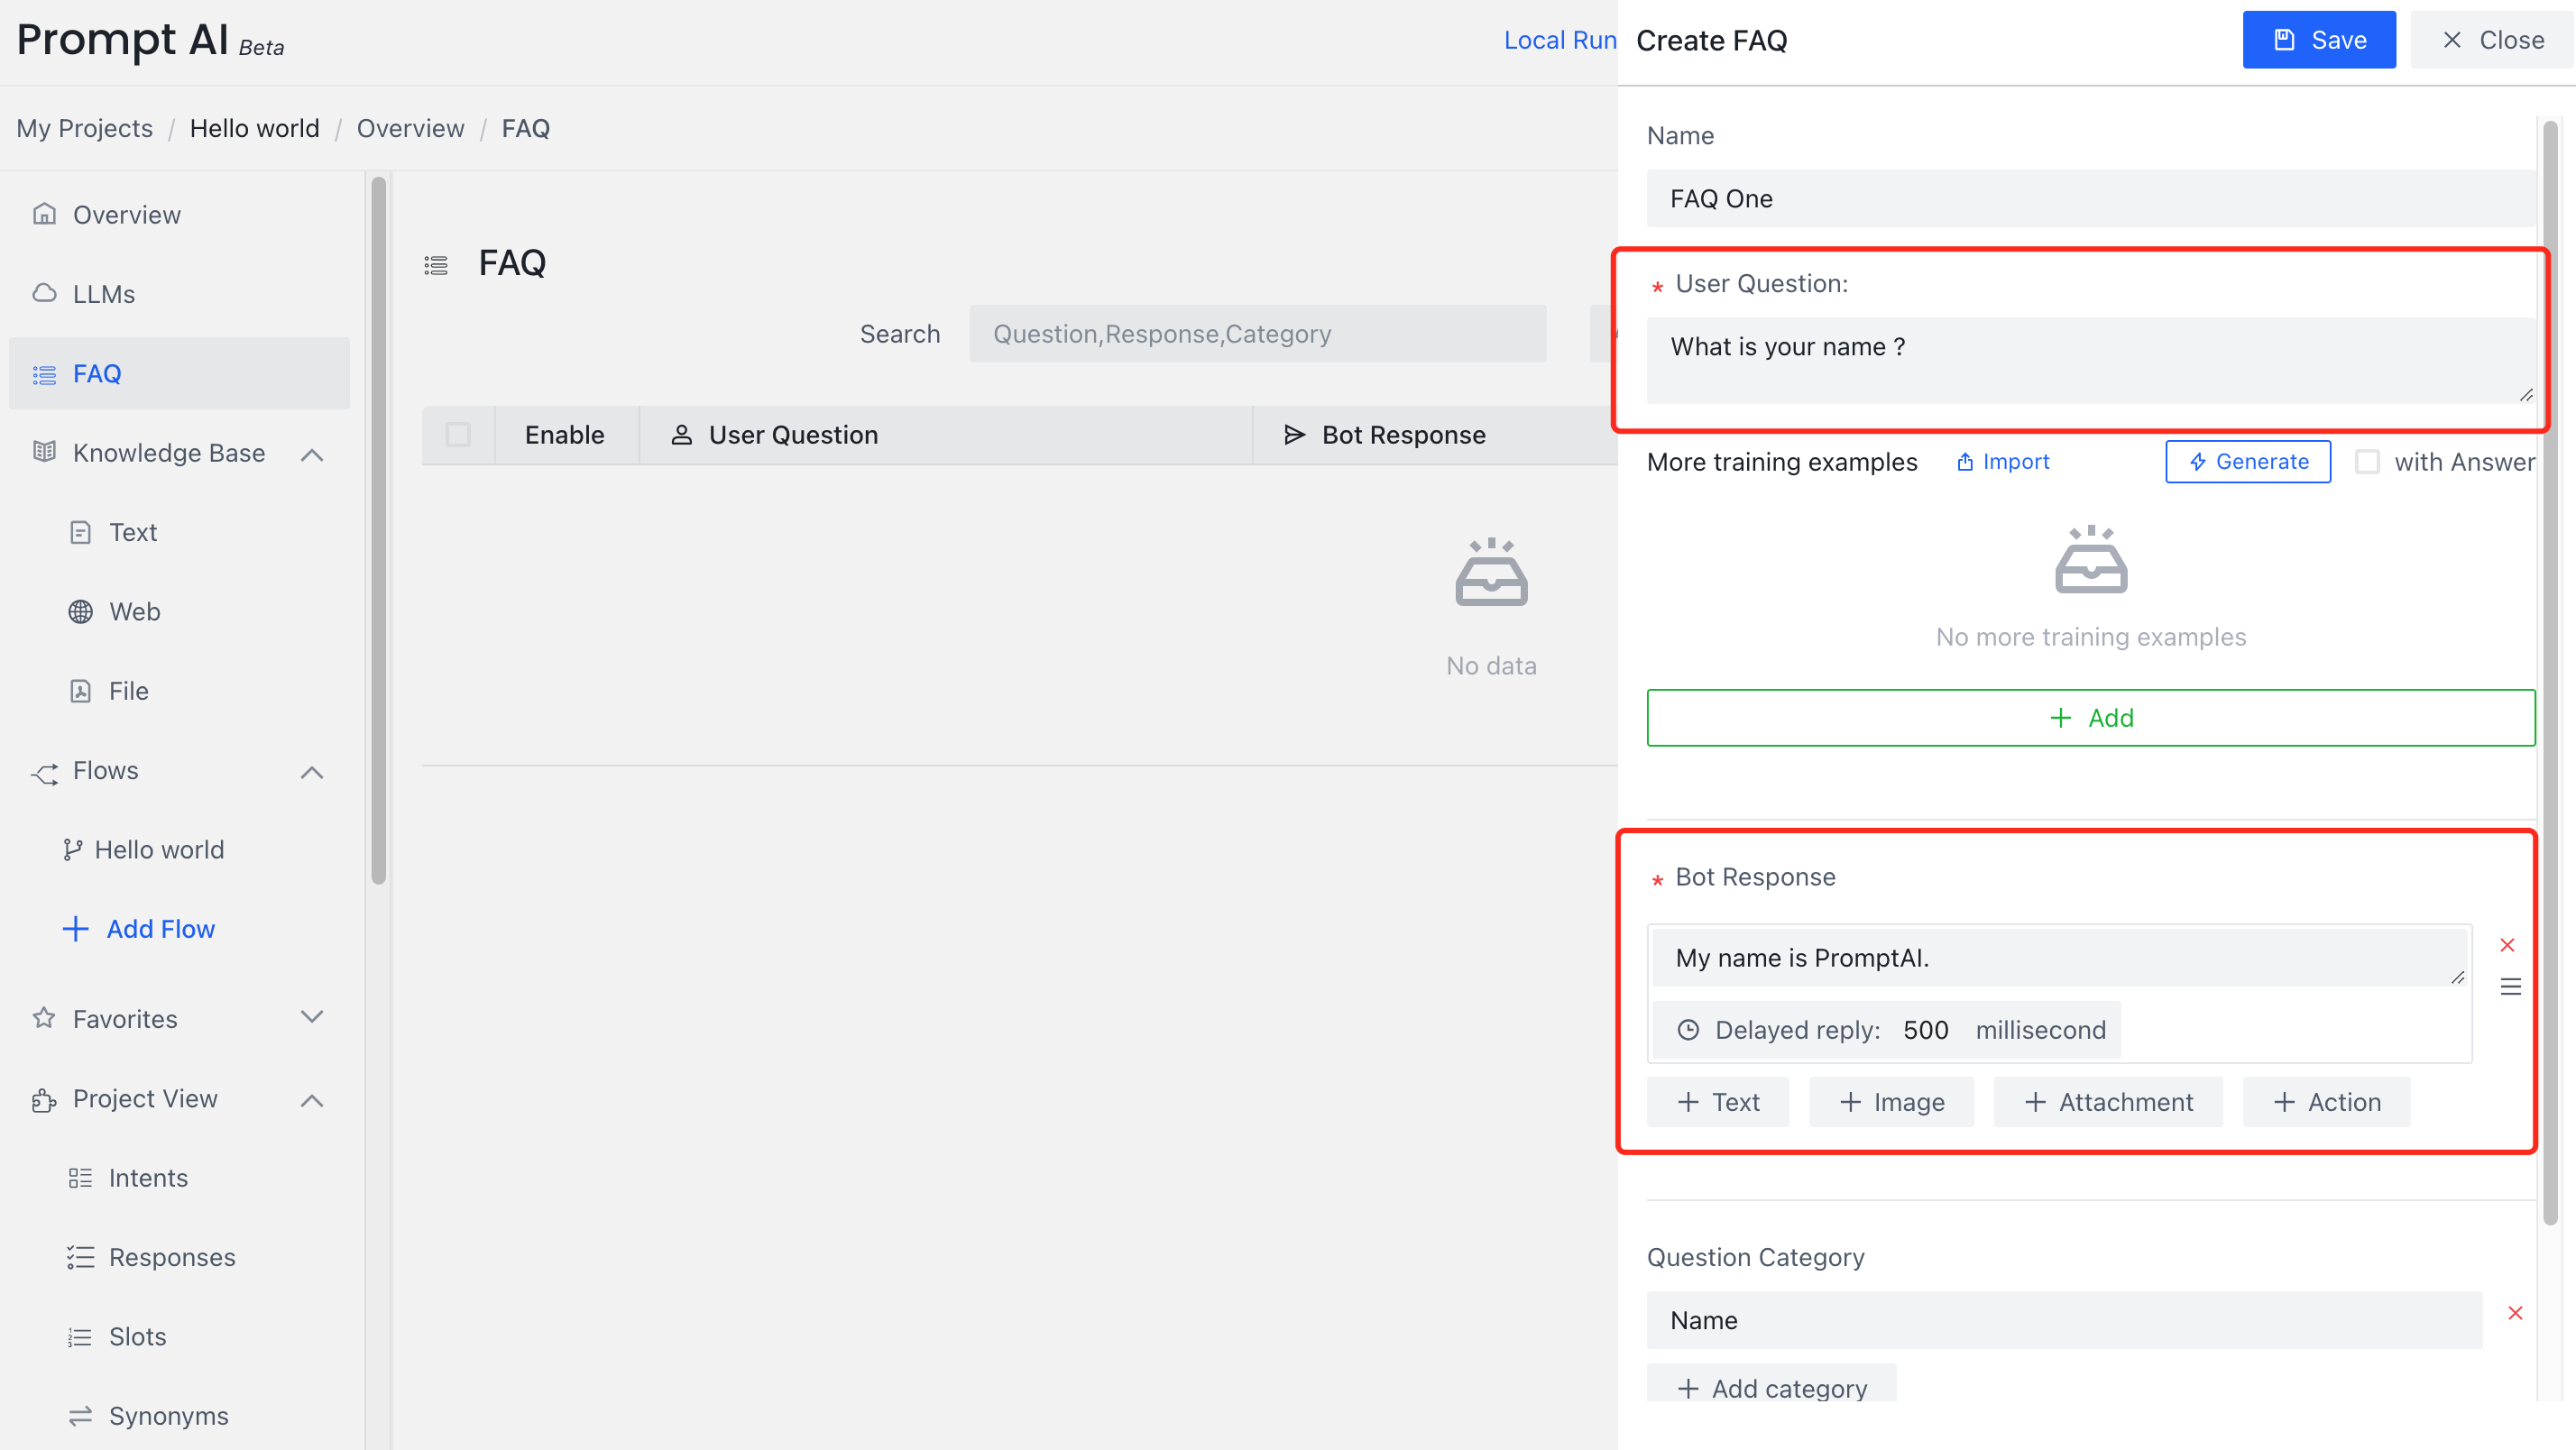 Prompt AI Beta
Local Run
Create FAQ
Save
Close
My Projects / Hello world / Overview / FAQ
Name
FAQ One
Overview
LLMs
FAQ
Knowledge Base
Text
Web
File
Flows
Hello world
Add Flow
Favorites
Project View
Intents
Responses
Slots
Synonyms
FAQ
Search
Question,Response,Category
Enable
User Question
Bot Response
No data
* User Question:
What is your name ?
More training examples
Import
Generate
with Answer
No more training examples
+ Add
* Bot Response
My name is PromptAI.
Delayed reply: 500 millisecond
+ Text
+ Image
+ Attachment
+ Action
Question Category
Name
+ Add category